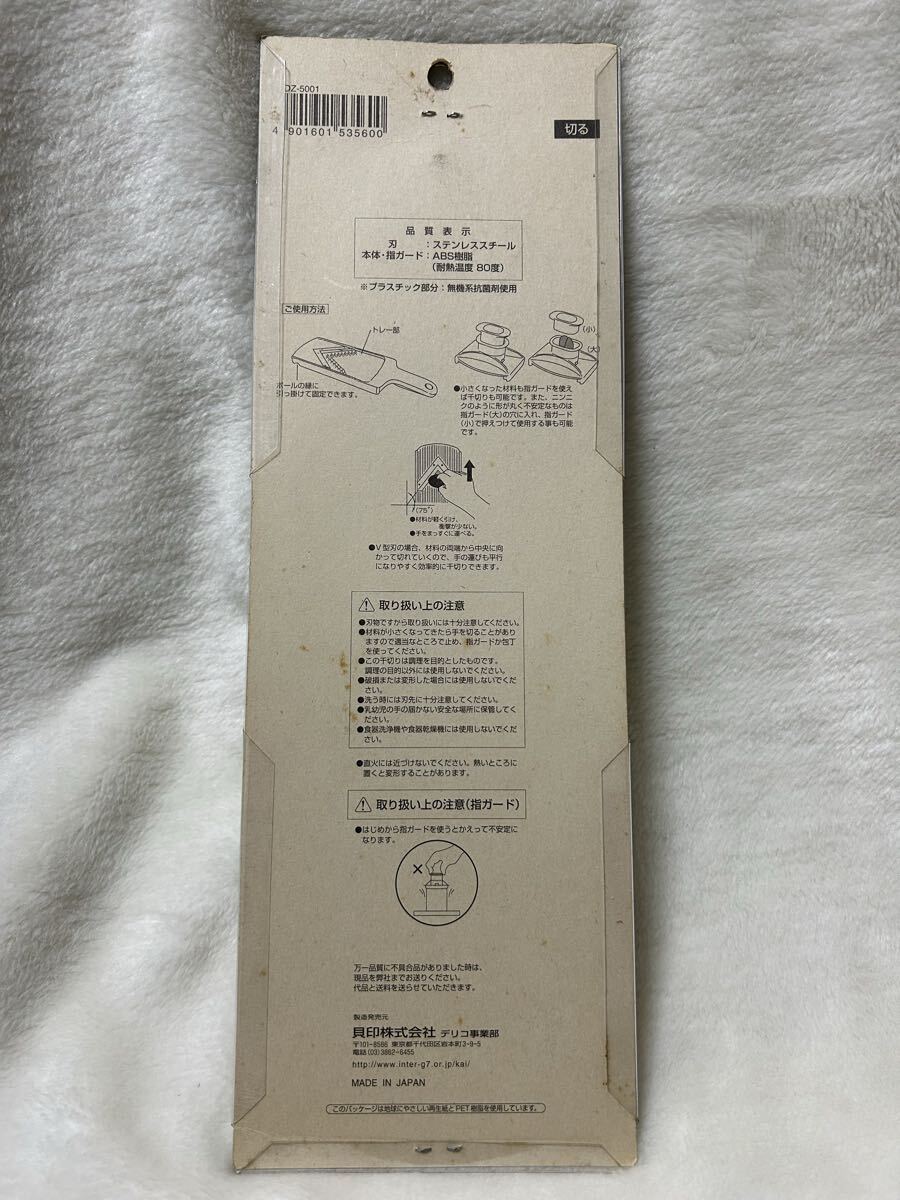 DZ-5001
4 901601 535600
切る
品質表示
刃 : ステンレススチール
本体・指ガード : ABS樹脂
(耐熱温度 80度)
※プラスチック部分:無機系抗菌剤使用
ご使用方法
トレー部
ボールの縁に
引っ掛けて固定できます。
(小)
(大)
●小さくなった材料も指ガードを使え
ば千切りも可能です。また、ニンニ
クのように形が丸く不安定なものは
指ガード(大)の穴に入れ、指ガード
(小)で押えつけて使用する事も可能
です。
(75°)
●材料が軽く引け、
衝撃が少ない。
●手をまっすぐに運べる。
●V型刃の場合、材料の両端から中央に向
かって切れていくので、手の運びも平行
になりやすく効率的に千切りできます。
取り扱い上の注意
●刃物ですから取り扱いには十分注意してください。
●材料が小さくなってきたら手を切ることがあり
ますので適当なところで止め、指ガードか包丁
を使ってください。
●この千切りは調理を目的としたものです。
調理の目的以外には使用しないでください。
●破損または変形した場合には使用しないでくだ
さい。
●洗う時には刃先に十分注意してください。
●乳幼児の手の届かない安全な場所に保管してく
ださい。
●食器洗浄機や食器乾燥機には使用しないでくだ
さい。
●直火には近づけないでください。熱いところに
置くと変形することがあります。
取り扱い上の注意(指ガード)
●はじめから指ガードを使うとかえって不安定に
なります。
×
万一品質に不具合品がありました時は、
現品を弊社までお送りください。
代品と送料を送らせていただきます。
製造発売元
貝印株式会社 デリコ事業部
〒101-8586 東京都千代田区岩本町3-9-5
電話(03)3862-6455
http://www.inter-g7.or.jp/kai/
MADE IN JAPAN
このパッケージは地球にやさしい再生紙とPET樹脂を使用しています。